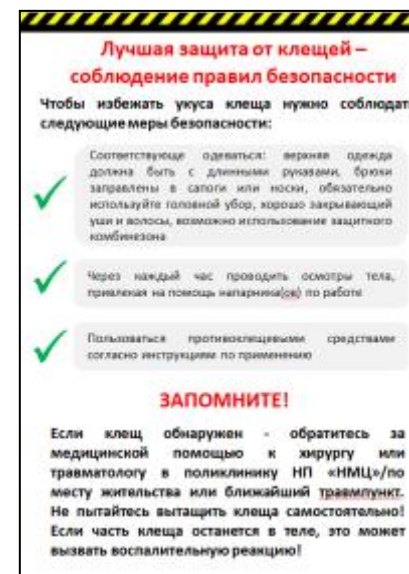 Лучшая защита от клещей –
соблюдение правил безопасности
Чтобы избежать укуса клеща нужно соблюдат
следующие меры безопасности:
Соответствующе одеваться: верхняя одежда
должна быть с длинными рукавами, брюки
заправлены в сапоги или носки, обязательно
используйте головной убор, хорошо закрывающий
уши и волосы, возможно использование защитного
комбинезона
Через каждый час проводить осмотры тела,
привлекая на помощь напарника(ов) по работе
Пользоваться противоклещевыми средствами
согласно инструкциям по применению
ЗАПОМНИТЕ!
Если клещ обнаружен - обратитесь за
медицинской помощью к хирургу или
травматологу в поликлинику НП «НМЦ»/по
месту жительства или ближайший травмпункт.
Не пытайтесь вытащить клеща самостоятельно!
Если часть клеща останется в теле, это может
вызвать воспалительную реакцию!